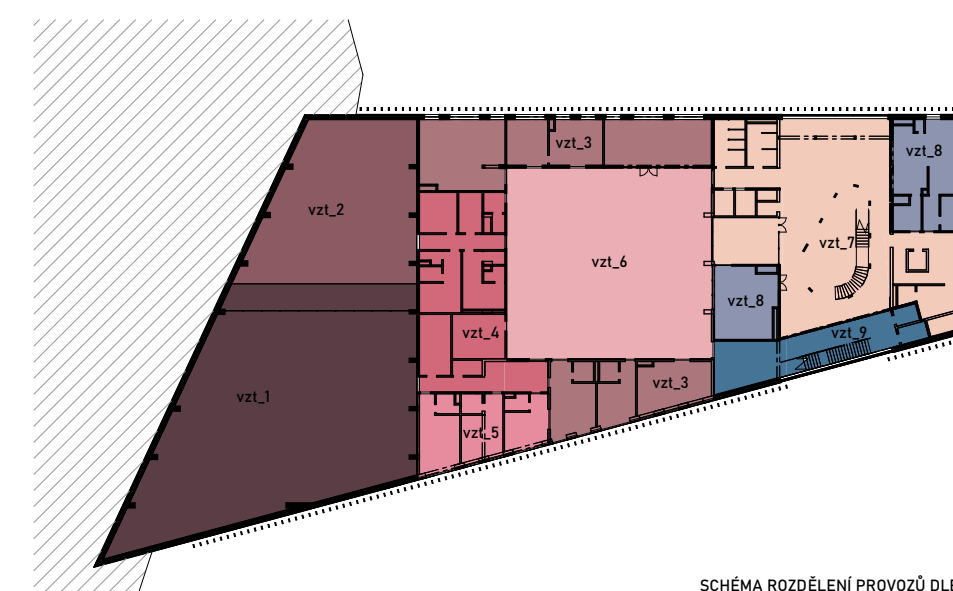 vzt_3
vzt_8
vzt_2
vzt_7
vzt_6
vzt_8
vzt_4
vzt_9
vzt_3
vzt_1
vzt_5
SCHÉMA ROZDĚLENÍ PROVOZŮ DLE